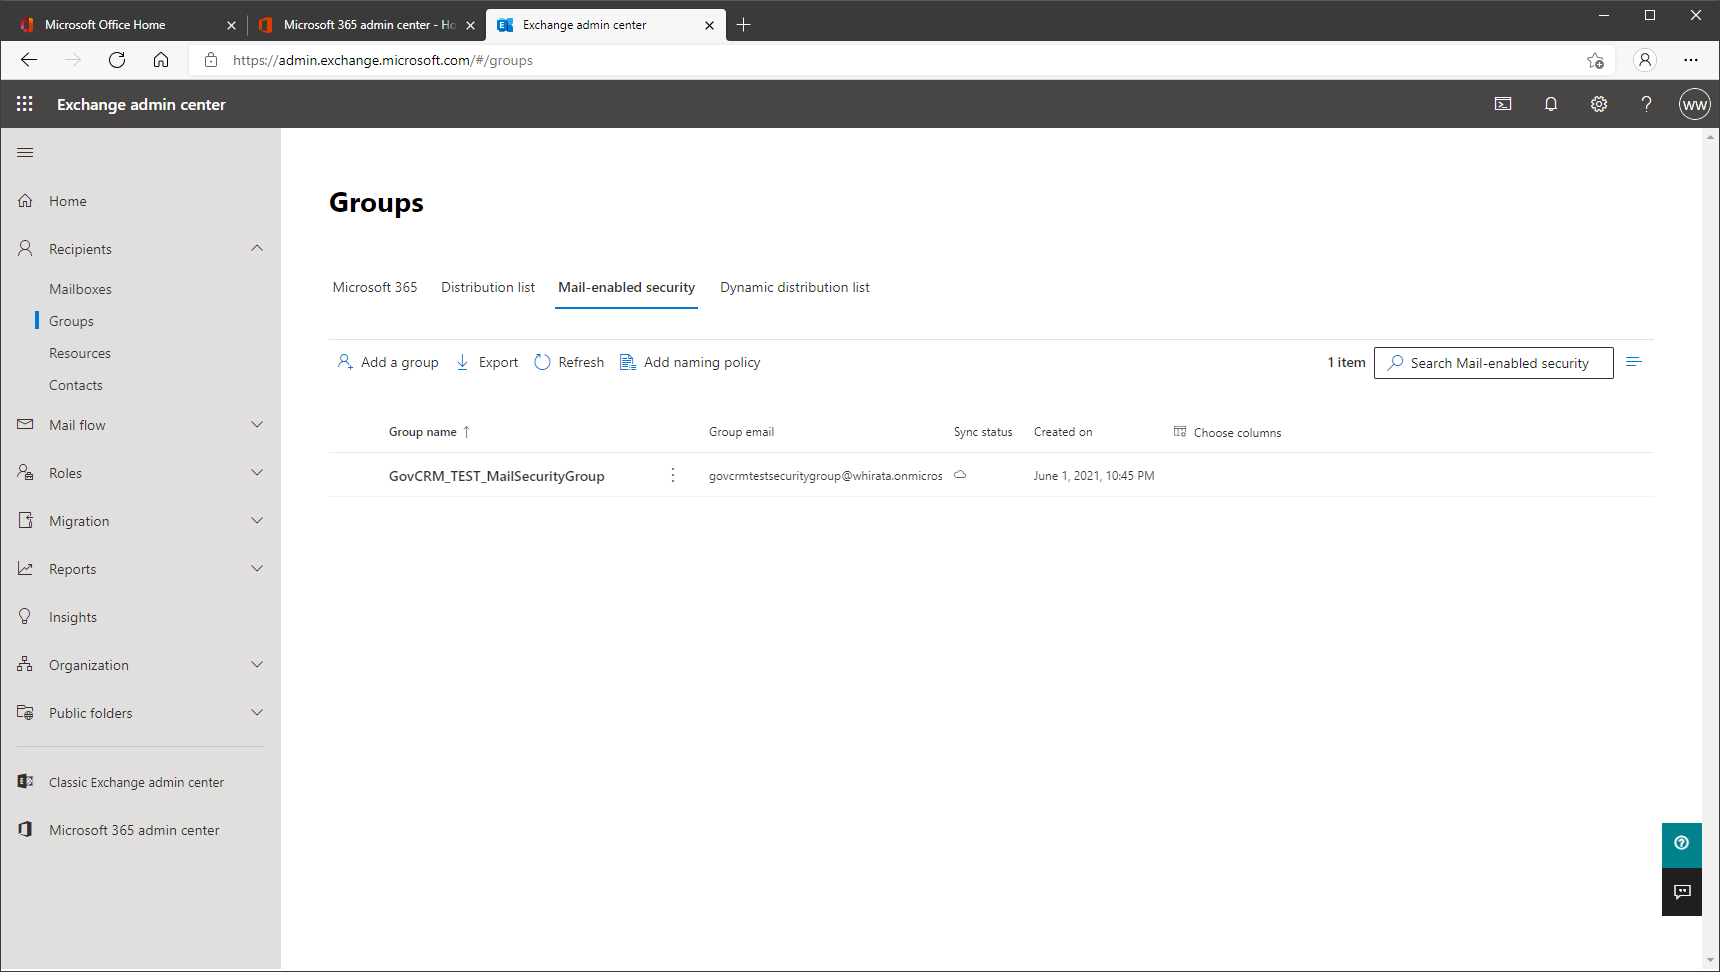 Microsoft Office Home
Microsoft 365 admin center - Ho
Exchange admin center
https://admin.exchange.microsoft.com/#/groups
Exchange admin center
WW
Home
Recipients
Mailboxes
Groups
Resources
Contacts
Mail flow
Roles
Migration
Reports
Insights
Organization
Public folders
Classic Exchange admin center
Microsoft 365 admin center
Groups
Microsoft 365
Distribution list
Mail-enabled security
Dynamic distribution list
Add a group
Export
Refresh
Add naming policy
1 item
Search Mail-enabled security
Group name ↑
Group email
Sync status
Created on
Choose columns
GovCRM_TEST_MailSecurityGroup
govcrmtestsecuritygroup@whirata.onmicros
June 1, 2021, 10:45 PM